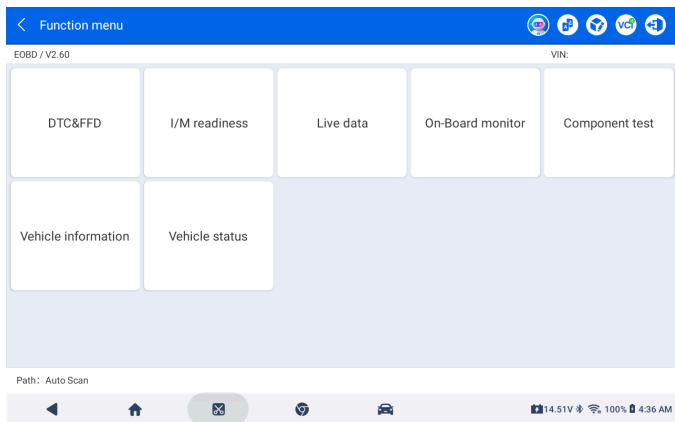 Function menu
VCI
EOBD / V2.60
VIN:
DTC&FFD
I/M readiness
Live data
On-Board monitor
Component test
Vehicle information
Vehicle status
Path: Auto Scan
14.51V 100% 4:36 AM